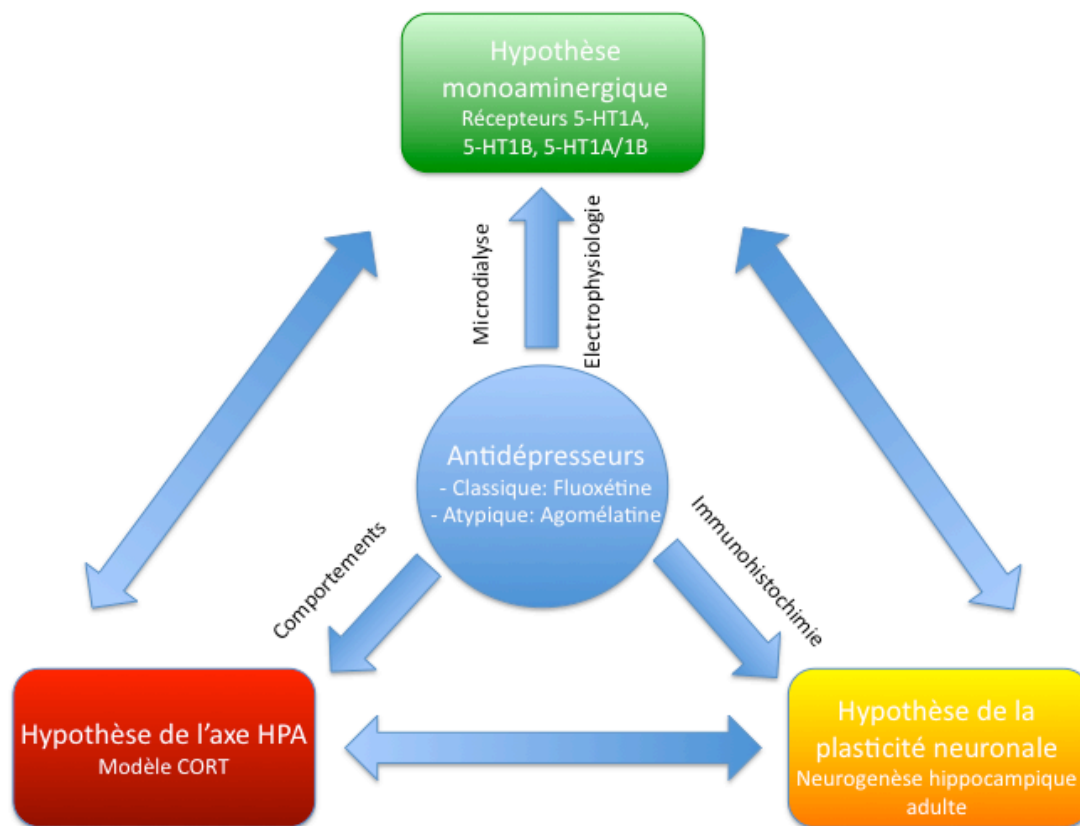 Hypothèse
monoaminergique
Récepteurs 5-HT1A,
5-HT1B, 5-HT1A/1B
Microdialyse
Electrophysiologie
Antidépresseurs
- Classique: Fluoxétine
- Atypique: Agomélatine
Comportements
Immunohistochimie
Hypothèse de l'axe HPA
Modèle CORT
Hypothèse de la
plasticité neuronale
Neurogenèse hippocampique
adulte